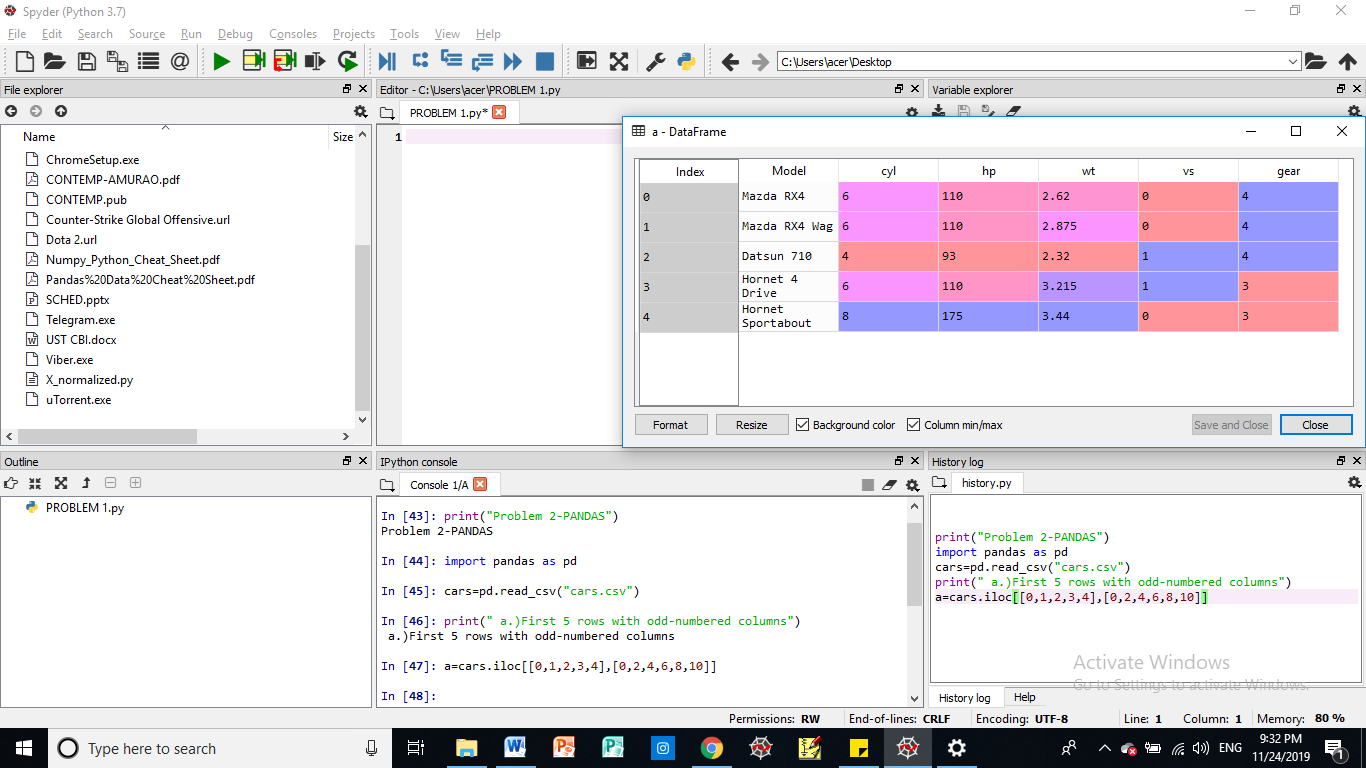 Spyder (Python 3.7)
File Edit Search Source Run Debug Consoles Projects Tools View Help
C:\Users\acer\Desktop
File explorer
Name Size
ChromeSetup.exe
CONTEMP-AMURAO.pdf
CONTEMP.pub
Counter-Strike Global Offensive.url
Dota 2.url
Numpy_Python_Cheat_Sheet.pdf
Pandas%20Data%20Cheat%20Sheet.pdf
SCHED.pptx
Telegram.exe
UST CBI.docx
Viber.exe
X_normalized.py
uTorrent.exe
Editor - C:\Users\acer\PROBLEM 1.py
PROBLEM 1.py*
1
Variable explorer
a - DataFrame
Index Model cyl hp wt vs gear
0 Mazda RX4 6 110 2.62 0 4
1 Mazda RX4 Wag 6 110 2.875 0 4
2 Datsun 710 4 93 2.32 1 4
3 Hornet 4 Drive 6 110 3.215 1 3
4 Hornet Sportabout 8 175 3.44 0 3
Format Resize Background color Column min/max Save and Close Close
Outline
PROBLEM 1.py
IPython console
Console 1/A
In [43]: print("Problem 2-PANDAS")
Problem 2-PANDAS
In [44]: import pandas as pd
In [45]: cars=pd.read_csv("cars.csv")
In [46]: print(" a.)First 5 rows with odd-numbered columns")
a.)First 5 rows with odd-numbered columns
In [47]: a=cars.iloc[[0,1,2,3,4],[0,2,4,6,8,10]]
In [48]:
History log
history.py
print("Problem 2-PANDAS")
import pandas as pd
cars=pd.read_csv("cars.csv")
print(" a.)First 5 rows with odd-numbered columns")
a=cars.iloc[[0,1,2,3,4],[0,2,4,6,8,10]]
Activate Windows
Go to Settings to activate Windows.
History log Help
Permissions: RW End-of-lines: CRLF Encoding: UTF-8 Line: 1 Column: 1 Memory: 80 %
Type here to search
ENG
9:32 PM
11/24/2019
1